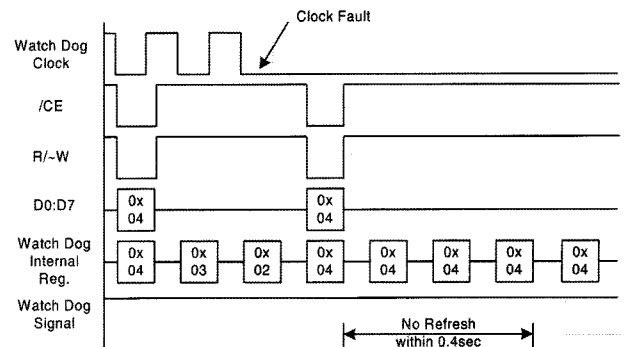 Clock Fault
Watch Dog
Clock
/CE
R/~W
D0:D7
0x
04
0x
04
Watch Dog
Internal
Reg.
0x
04
0x
03
0x
02
0x
04
0x
04
0x
04
0x
04
0x
04
Watch Dog
Signal
No Refresh
within 0.4sec